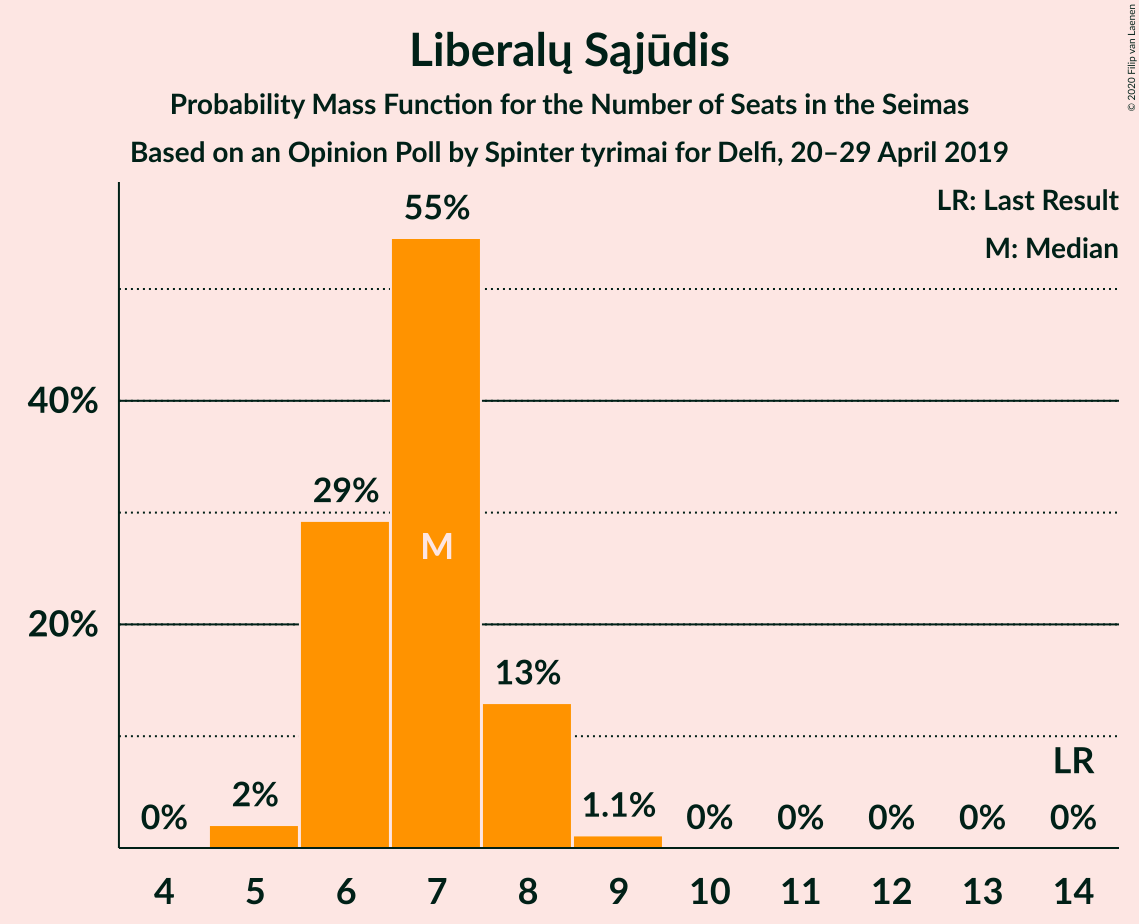 © 2020 Filip van Laenen
Liberalų Sąjūdis
Probability Mass Function for the Number of Seats in the Seimas
Based on an Opinion Poll by Spinter tyrimai for Delfi, 20–29 April 2019
LR: Last Result
M: Median
55%
40%
29%
M
20%
13%
LR
0% 2% 1.1% 0% 0% 0% 0% 0%
4 5 6 7 8 9 10 11 12 13 14